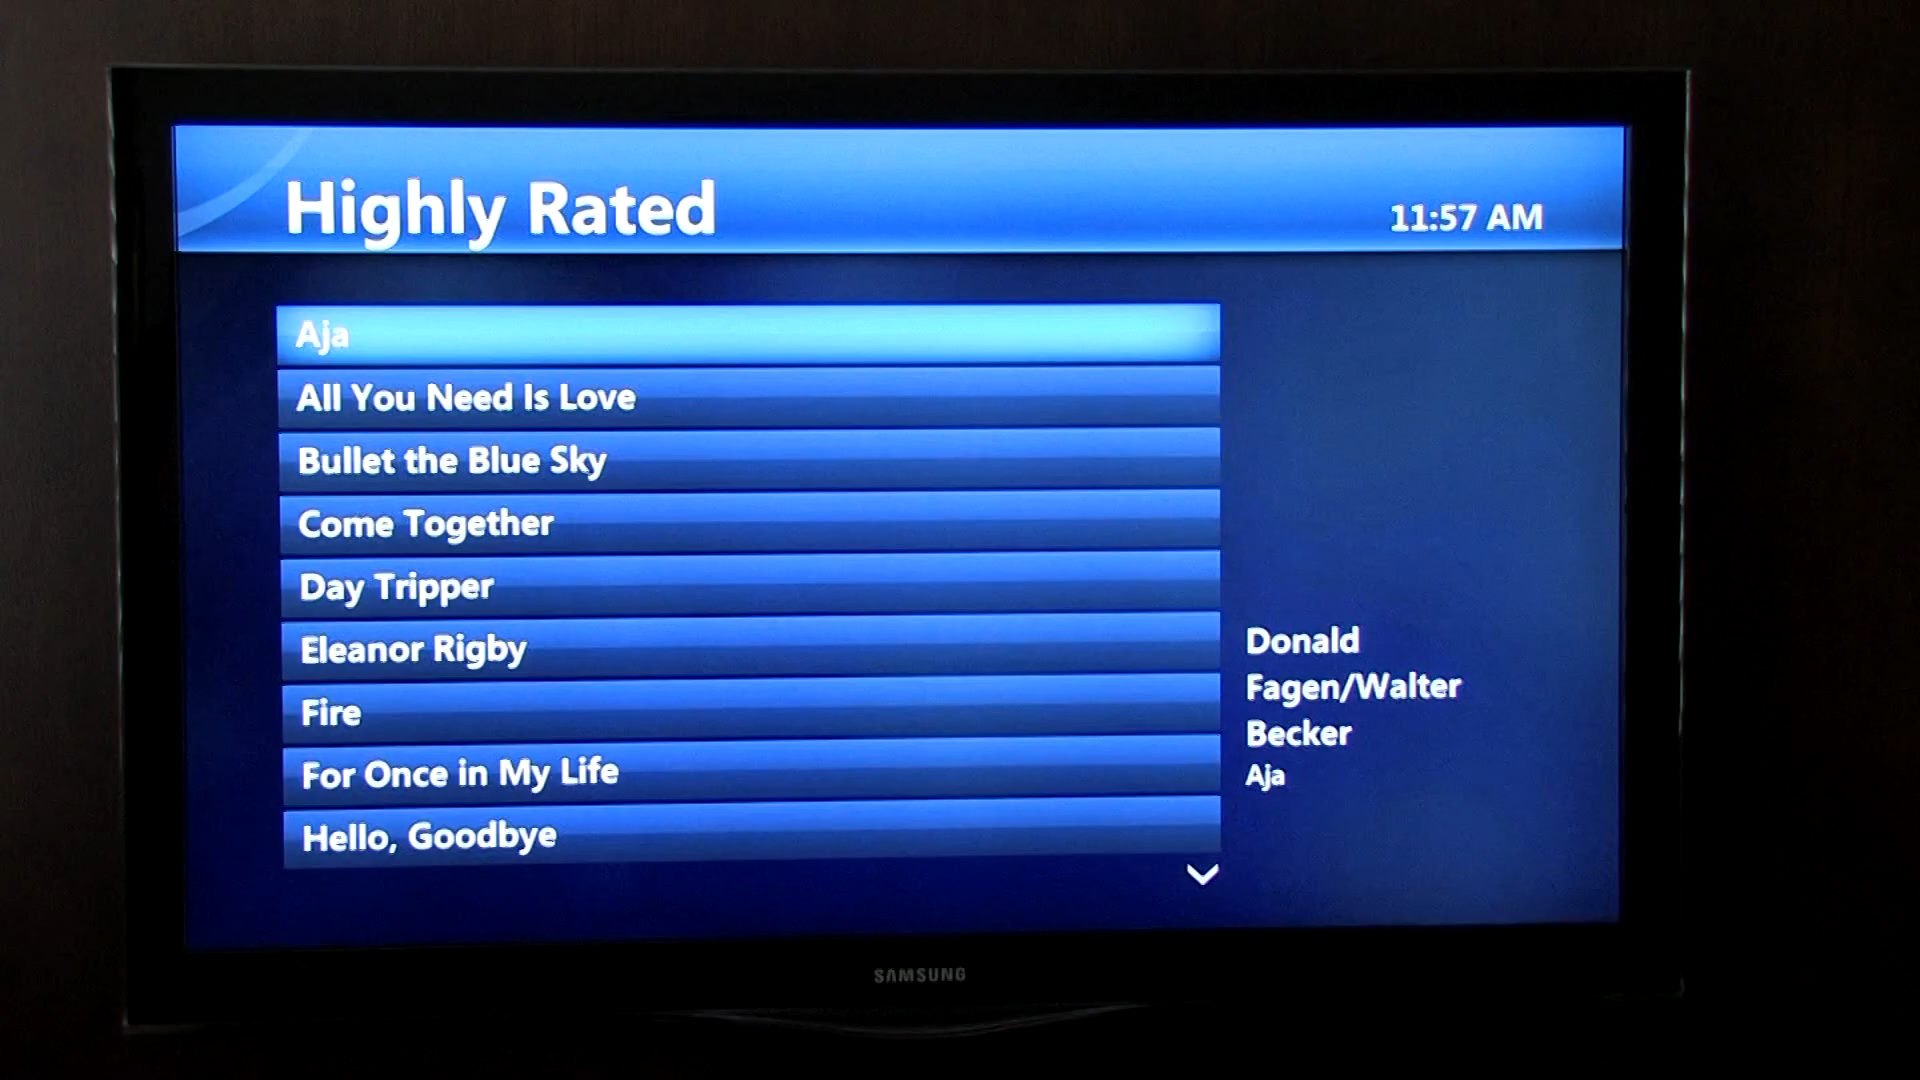 Highly Rated
11:57 AM
Aja
All You Need Is Love
Bullet the Blue Sky
Come Together
Day Tripper
Eleanor Rigby
Fire
For Once in My Life
Hello, Goodbye
Donald
Fagen/Walter
Becker
Aja
SAMSUNG